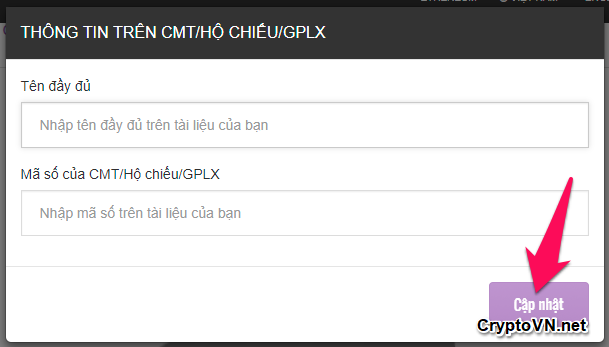 THÔNG TIN TRÊN CMT/HỘ CHIẾU/GPLX
Tên đầy đủ
Nhập tên đầy đủ trên tài liệu của bạn
Mã số của CMT/Hộ chiếu/GPLX
Nhập mã số trên tài liệu của bạn
Cập nhật
CryptoVN.net